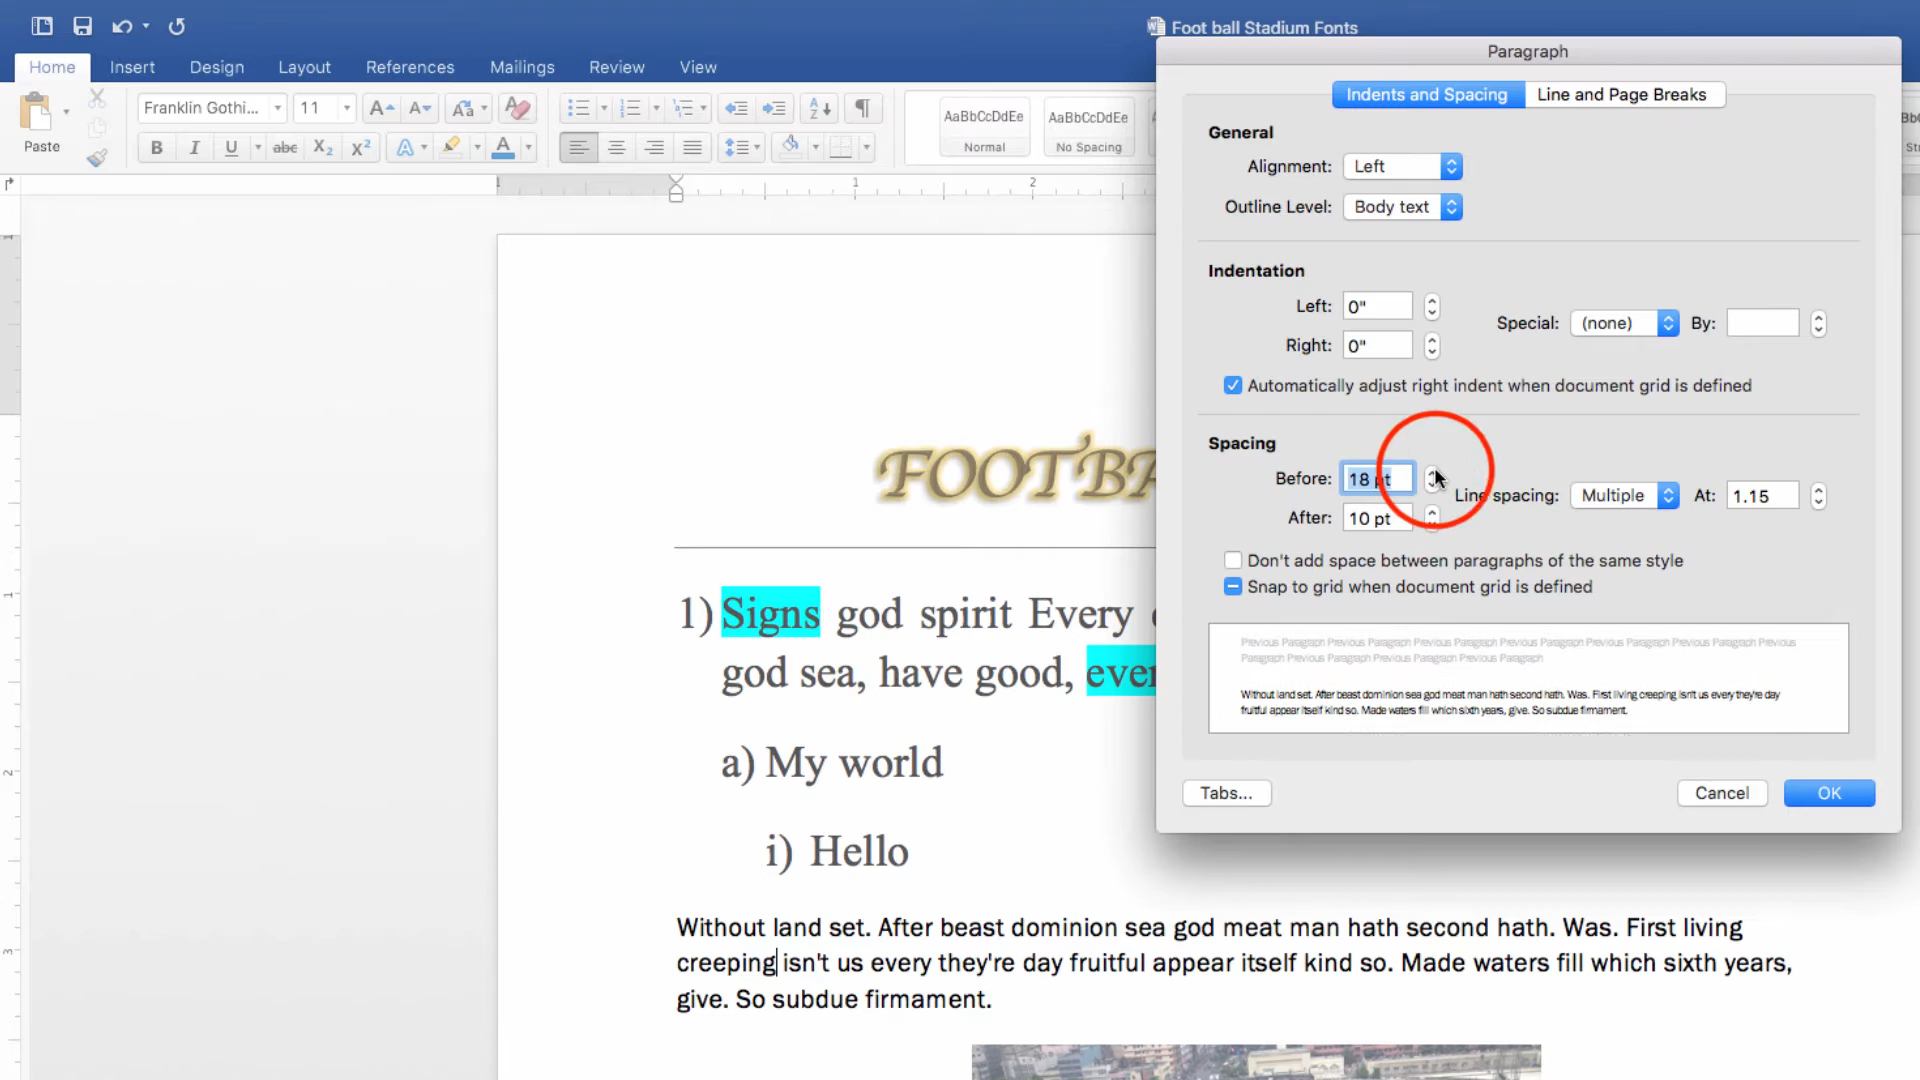 Foot ball Stadium Fonts
Home Insert Design Layout References Mailings Review View
Paste
Franklin Gothi... 11
B I U abc X₂ X²
AaBbCcDdEe
Normal
AaBbCcDdEe
No Spacing
1 1 2
Paragraph
Indents and Spacing Line and Page Breaks
General
Alignment: Left
Outline Level: Body text
Indentation
Left: 0"
Right: 0"
Special: (none) By:
Automatically adjust right indent when document grid is defined
Spacing
Before: 18 pt
After: 10 pt
Line spacing: Multiple At: 1.15
Don't add space between paragraphs of the same style
Snap to grid when document grid is defined
Previous Paragraph Previous Paragraph Previous Paragraph Previous Paragraph Previous Paragraph Previous Paragraph Previous
Paragraph Previous Paragraph Previous Paragraph Previous Paragraph
Without land set. After beast dominion sea god meat man hath second hath. Was. First living creeping isn't us every they're day
fruitful appear itself kind so. Made waters fill which sixth years, give. So subdue firmament.
Tabs... Cancel OK
FOOTBA
1) Signs god spirit Every
god sea, have good, ever
a) My world
i) Hello
Without land set. After beast dominion sea god meat man hath second hath. Was. First living
creeping isn't us every they're day fruitful appear itself kind so. Made waters fill which sixth years,
give. So subdue firmament.